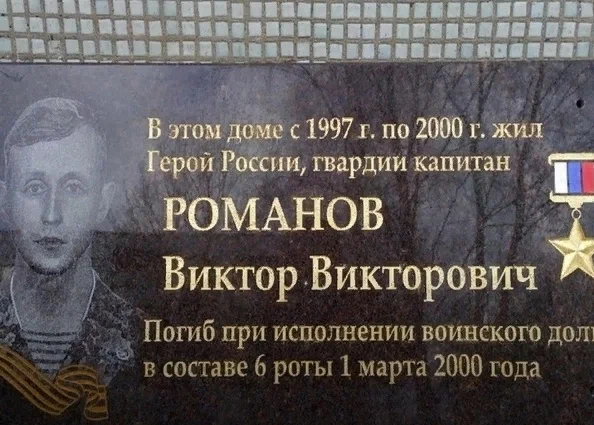 В этом доме с 1997 г. по 2000 г. жил
Герой России, гвардии капитан
РОМАНОВ
Виктор Викторович
Погиб при исполнении воинского дол
в составе 6 роты 1 марта 2000 года